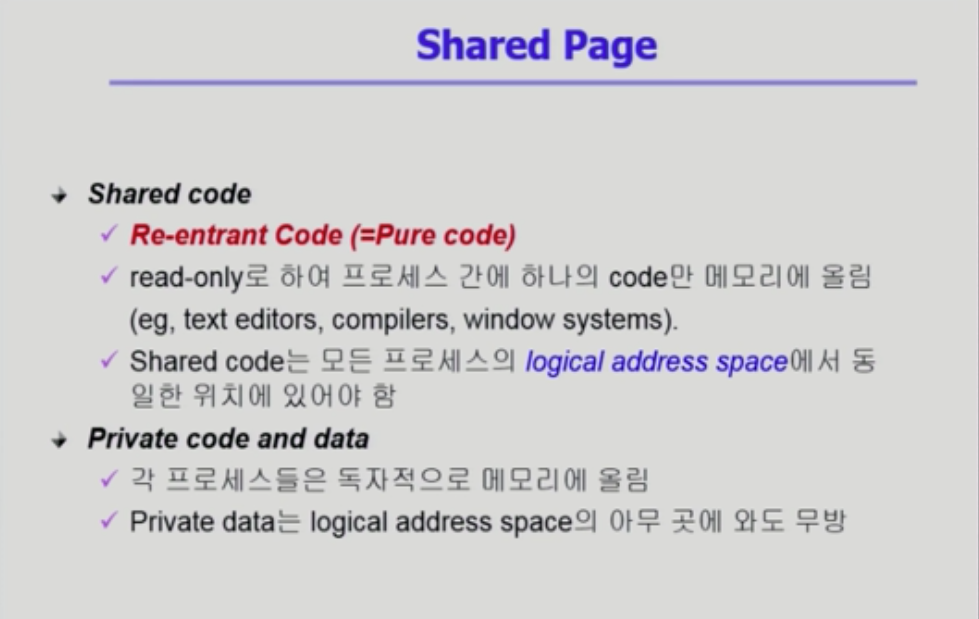 Shared Page
Shared code
Re-entrant Code (=Pure code)
read-only로 하여 프로세스 간에 하나의 code만 메모리에 올림
(eg, text editors, compilers, window systems).
Shared code는 모든 프로세스의 logical address space에서 동
일한 위치에 있어야 함
Private code and data
각 프로세스들은 독자적으로 메모리에 올림
Private data는 logical address space의 아무 곳에 와도 무방